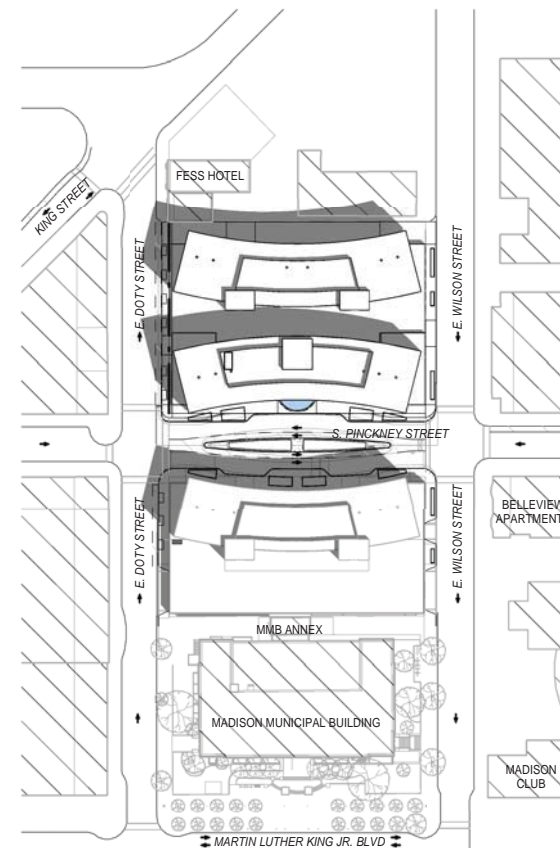 FESS HOTEL
KING STREET
E. DOTY STREET
E. WILSON STREET
S. PINCKNEY STREET
E. DOTY STREET
E. WILSON STREET
BELLEVIEW
APARTMENT
MMB ANNEX
MADISON MUNICIPAL BUILDING
MADISON
CLUB
MARTIN LUTHER KING JR. BLVD